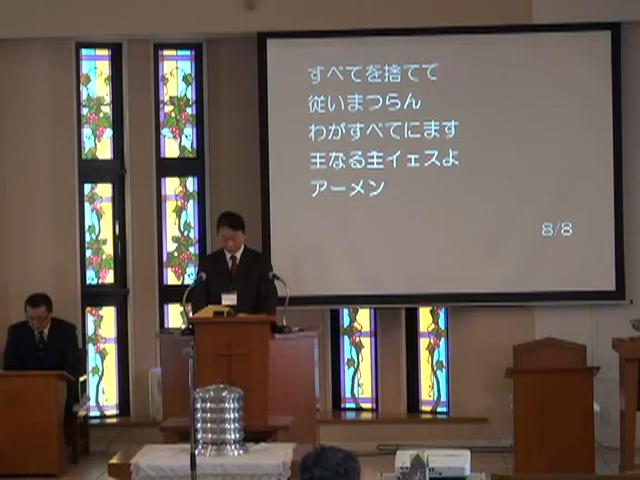 すべてを捨てて
従いまつらん
わがすべてにます
王なる主イェスよ
アーメン
8/8